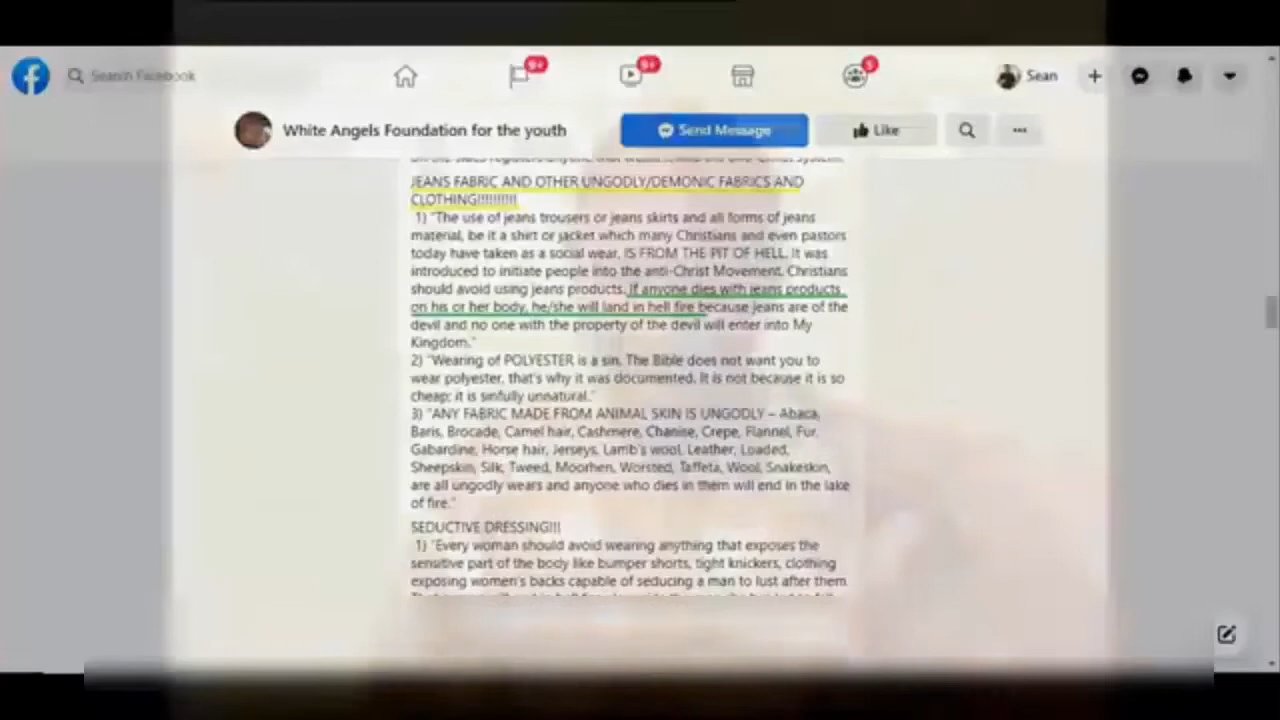 Search Facebook
9+
9+
5
Sean
White Angels Foundation for the youth
Send Message
Like
JEANS FABRIC AND OTHER UNGODLY/DEMONIC FABRICS AND
CLOTHING!!!!!!!!!!
1) "The use of jeans trousers or jeans skirts and all forms of jeans
material, be it a shirt or jacket which many Christians and even pastors
today have taken as a social wear, IS FROM THE PIT OF HELL. It was
introduced to initiate people into the anti-Christ Movement. Christians
should avoid using jeans products. If anyone dies with jeans products
on his or her body, he/she will land in hell fire because jeans are of the
devil and no one with the property of the devil will enter into My
Kingdom."
2) "Wearing of POLYESTER is a sin. The Bible does not want you to
wear polyester, that's why it was documented. It is not because it is so
cheap; it is sinfully unnatural."
3) "ANY FABRIC MADE FROM ANIMAL SKIN IS UNGODLY – Abaca,
Baris, Brocade, Camel hair, Cashmere, Chanise, Crepe, Flannel, Fur,
Gabardine, Horse hair, Jerseys, Lamb's wool, Leather, Loaded,
Sheepskin, Silk, Tweed, Moorhen, Worsted, Taffeta, Wool, Snakeskin,
are all ungodly wears and anyone who dies in them will end in the lake
of fire."
SEDUCTIVE DRESSING!!!
1) "Every woman should avoid wearing anything that exposes the
sensitive part of the body like bumper shorts, tight knickers, clothing
exposing women's backs capable of seducing a man to lust after them.